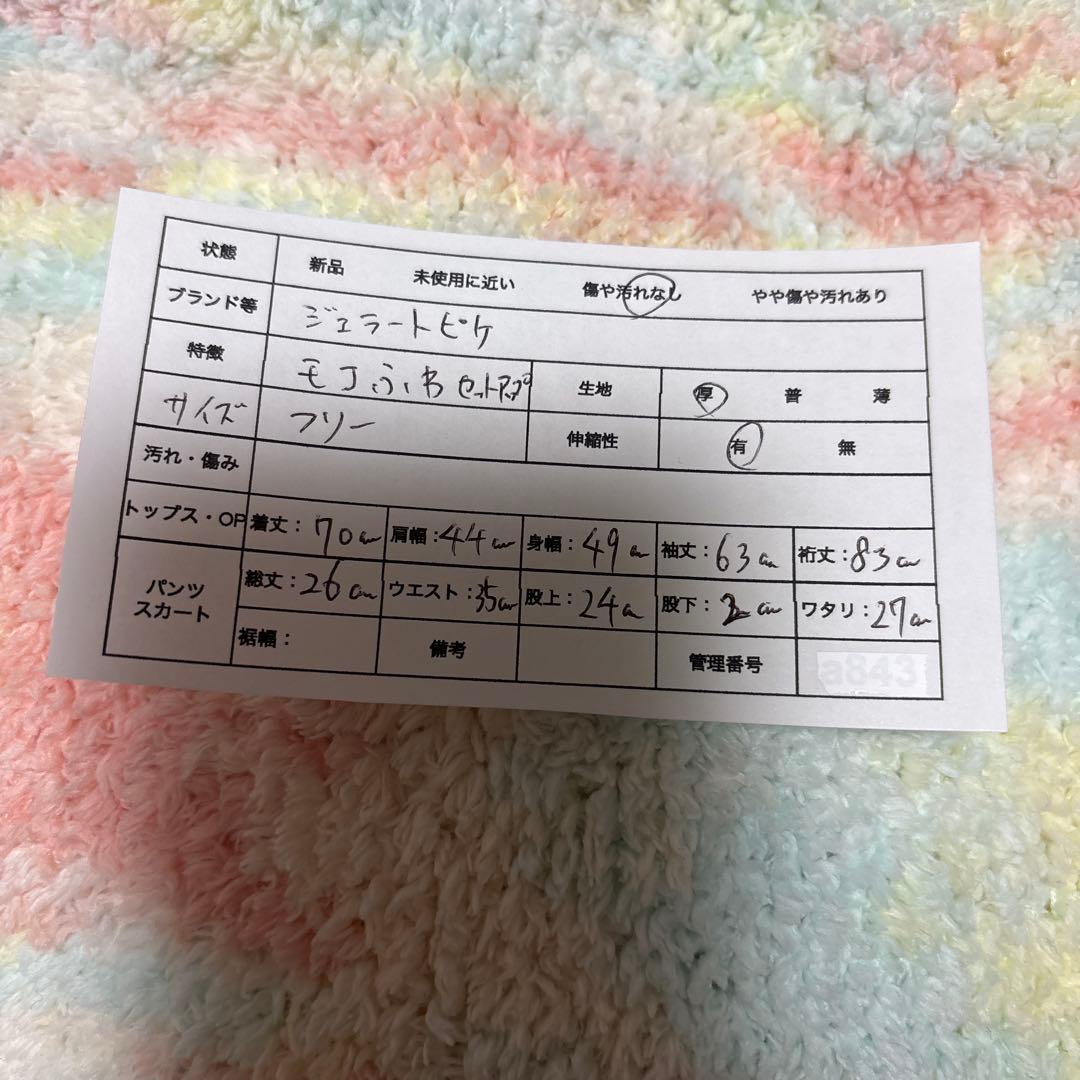 状態 新品 未使用に近い 傷や汚れなし やや傷や汚れあり
ブランド等 ジェラートピケ
特徴 モコふわセットアップ 生地 厚 普 薄
サイズ フリー 伸縮性 有 無
汚れ・傷み
トップス・OP 着丈：70cm 肩幅：44cm 身幅：49cm 袖丈：63cm 裄丈：83cm
パンツ
スカート
総丈：26cm ウエスト：35cm 股上：24cm 股下：2cm ワタリ：27cm
裾幅： 備考 管理番号 a843